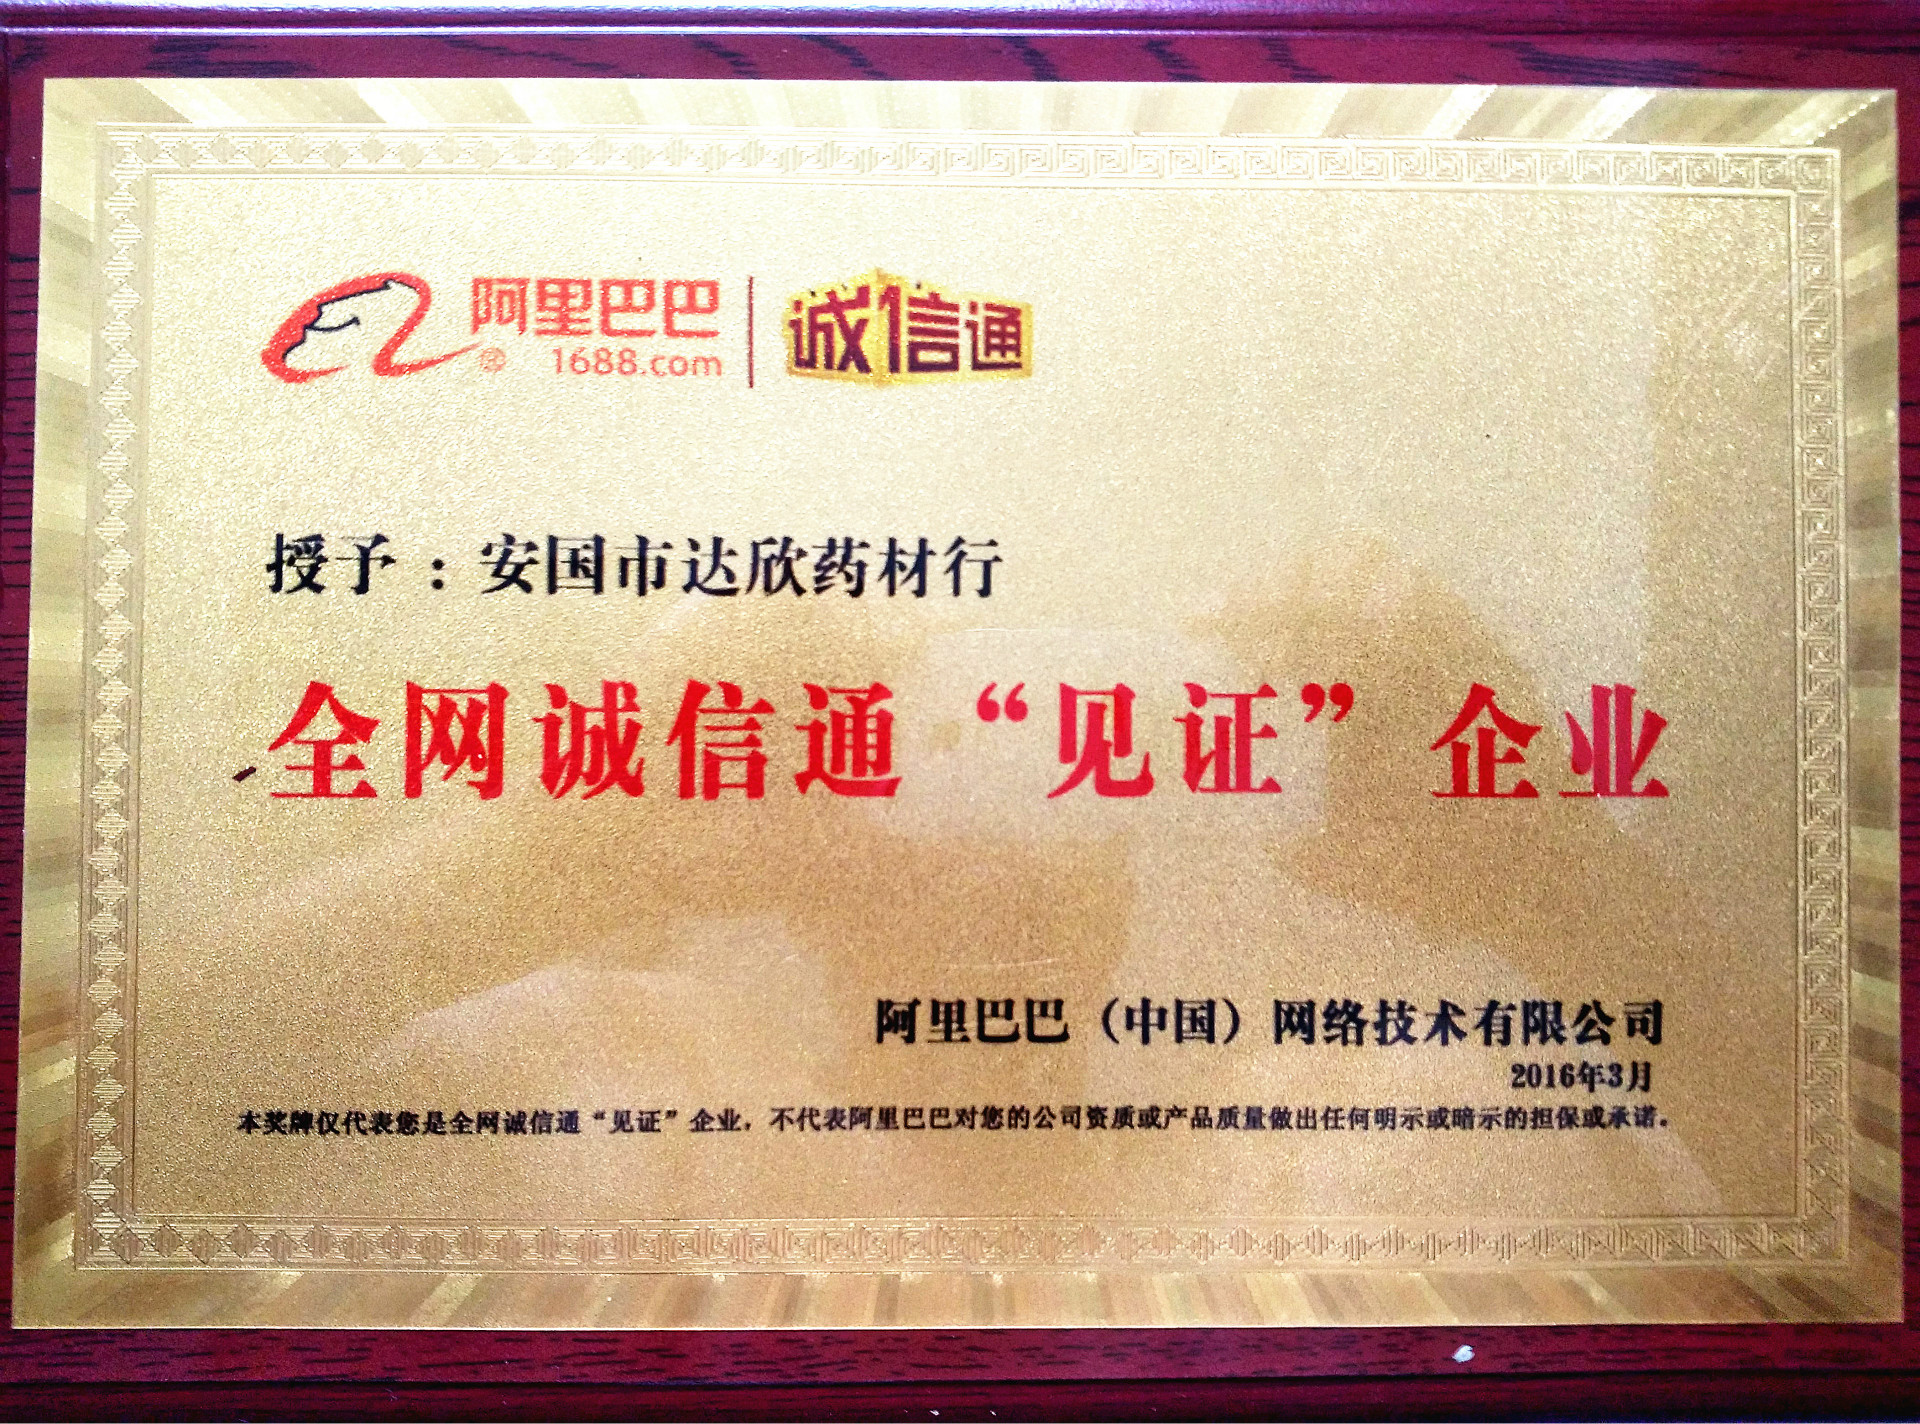 阿里巴巴 诚信通
® 1688.com
授予：安国市达欣药材行
全网诚信通“见证”企业
阿里巴巴（中国）网络技术有限公司
2016年3月
本奖牌仅代表您是全网诚信通“见证”企业，不代表阿里巴巴对您的公司资质或产品质量做出任何明示或暗示的担保或承诺。